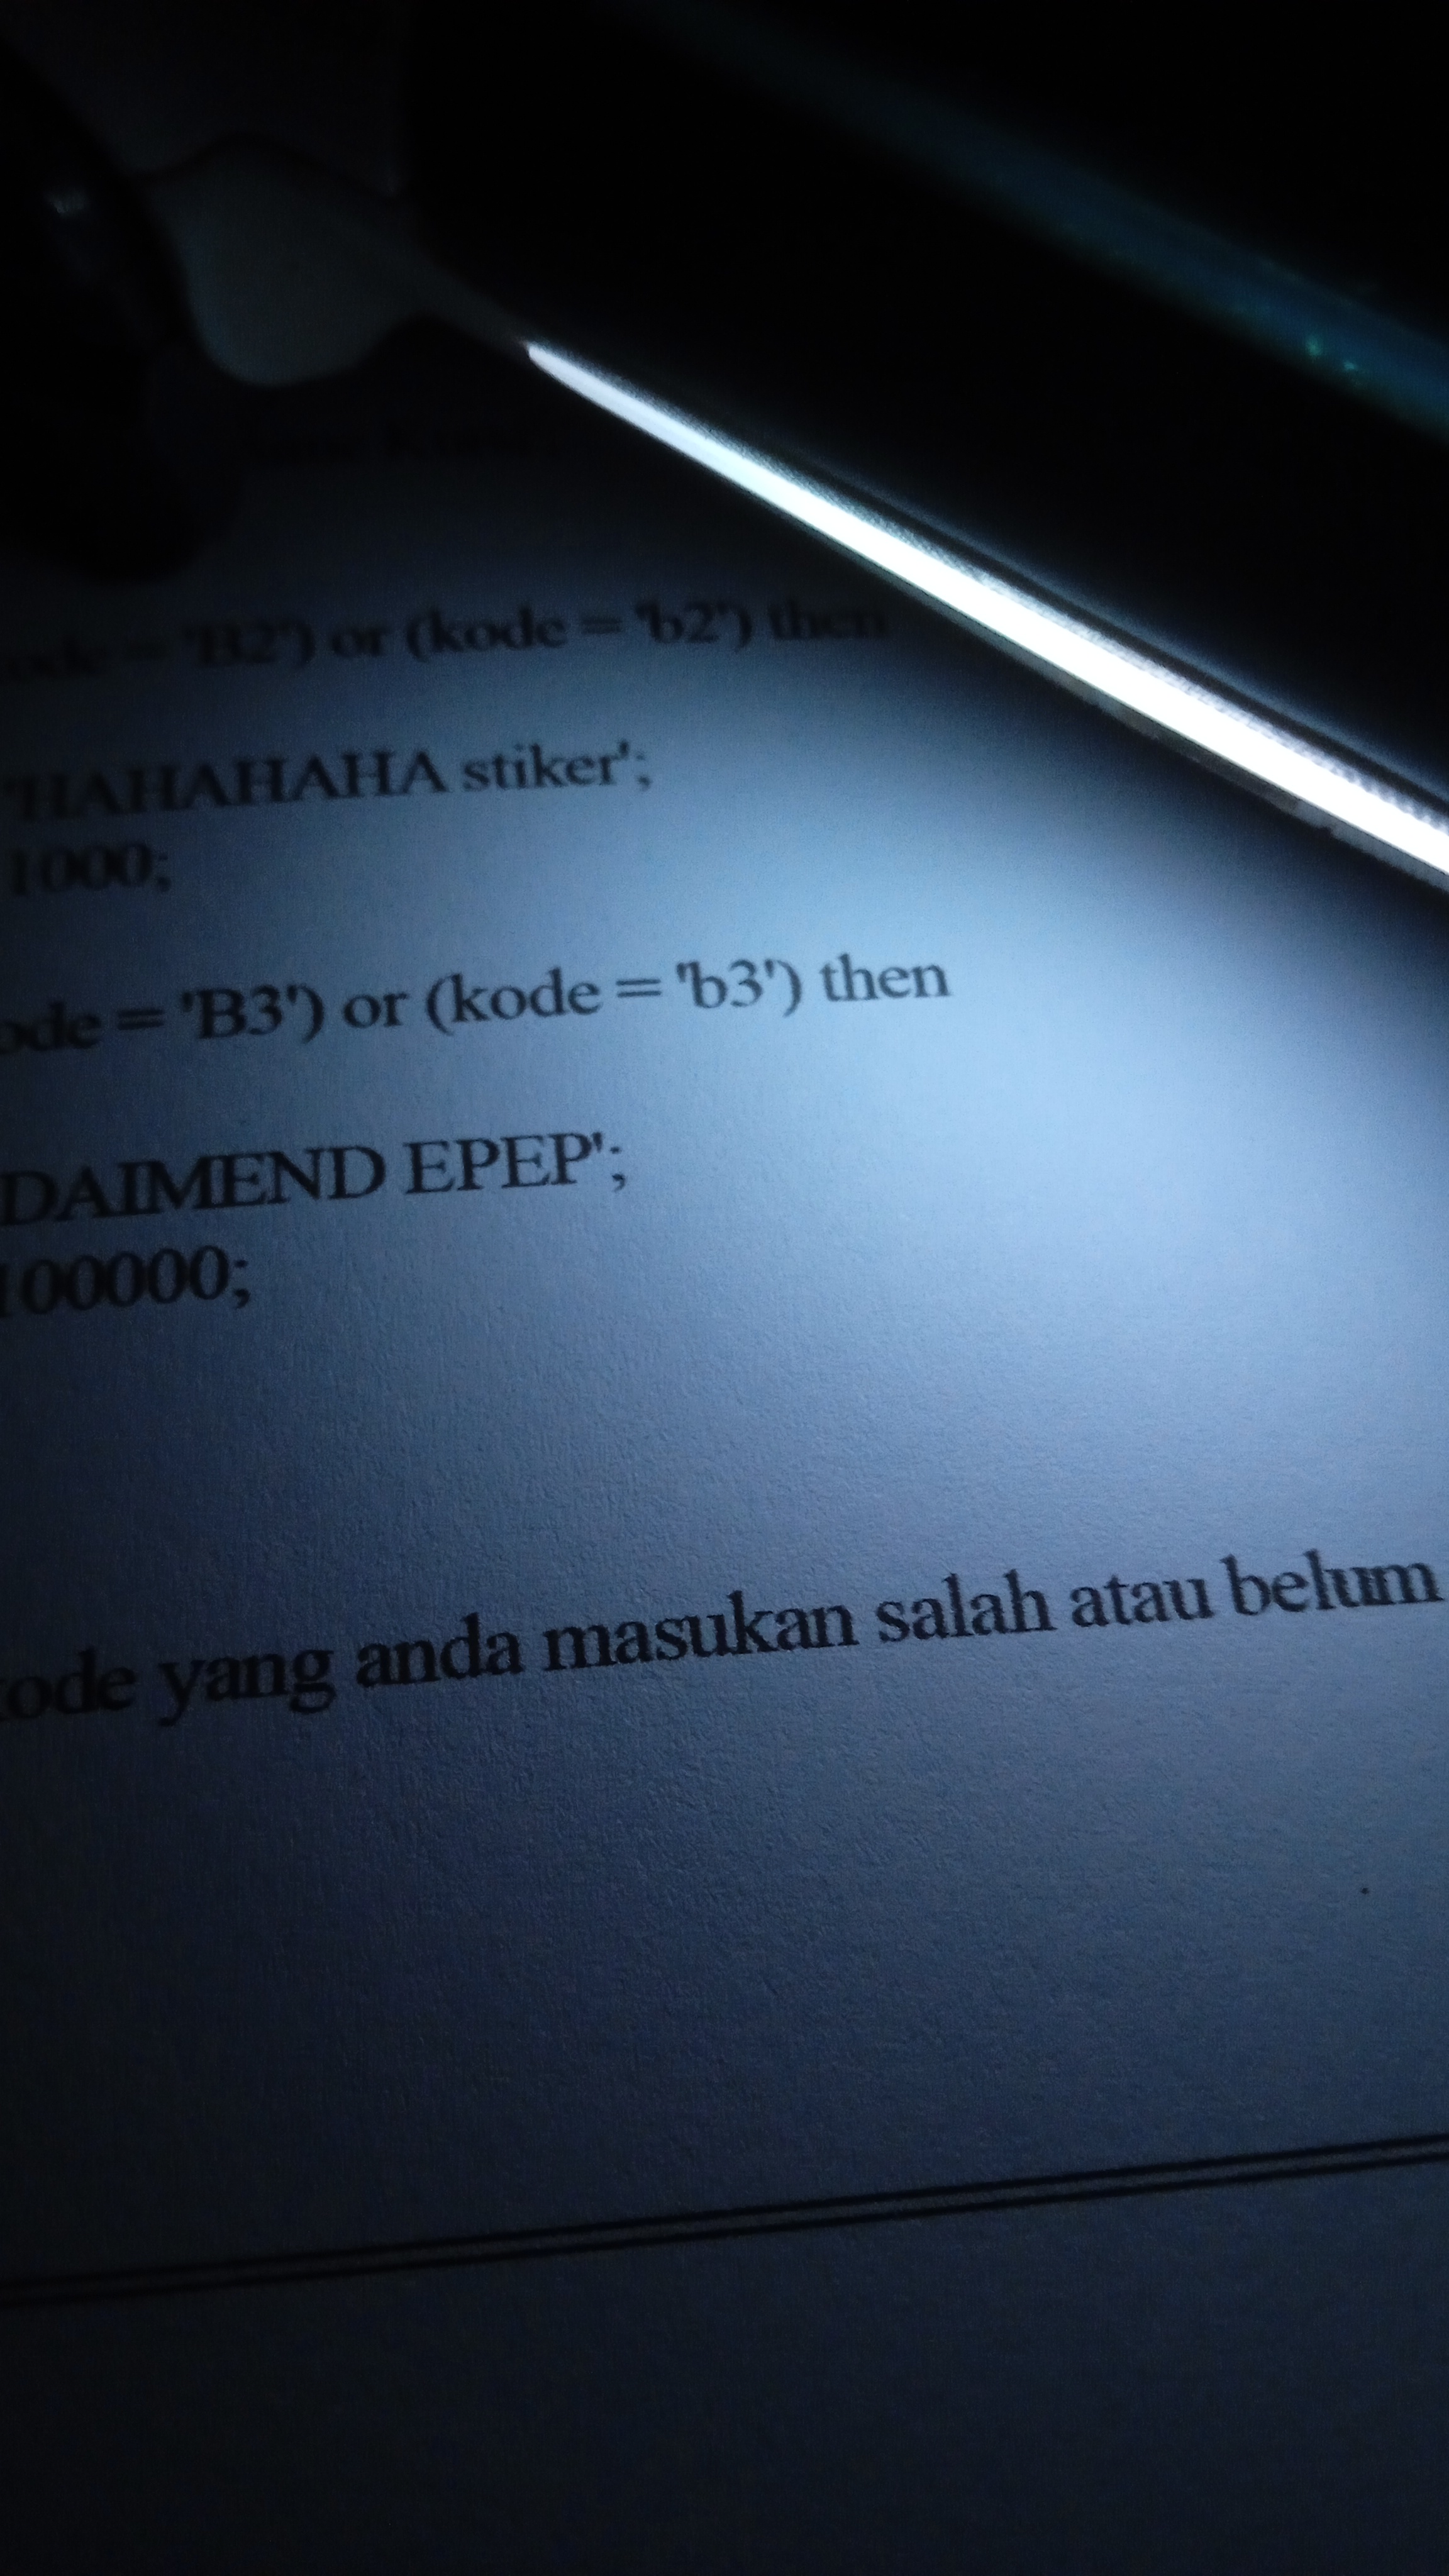 = 'B2') or (kode = 'b2') then
'HAHAHAHA stiker';
1000;
ode = 'B3') or (kode = 'b3') then
DAIMEND EPEP';
100000;
ode yang anda masukan salah atau belum